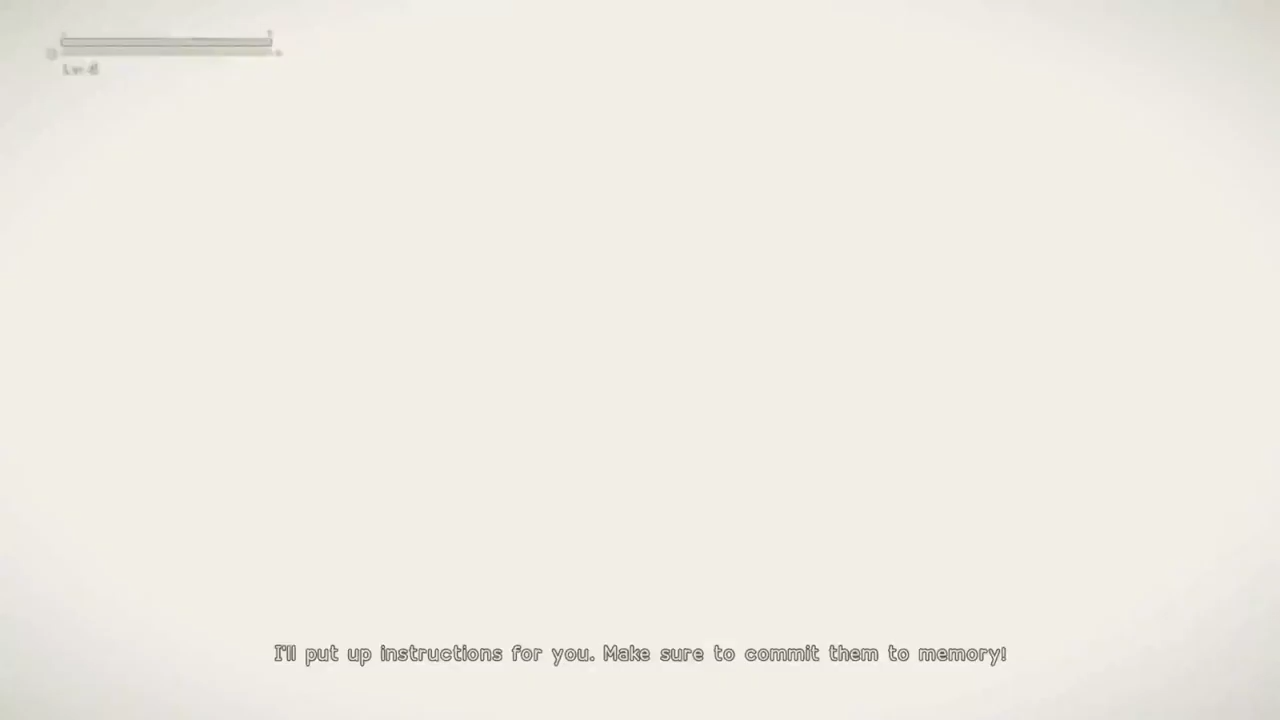 I'll put up instructions for you. Make sure to commit them to memory!